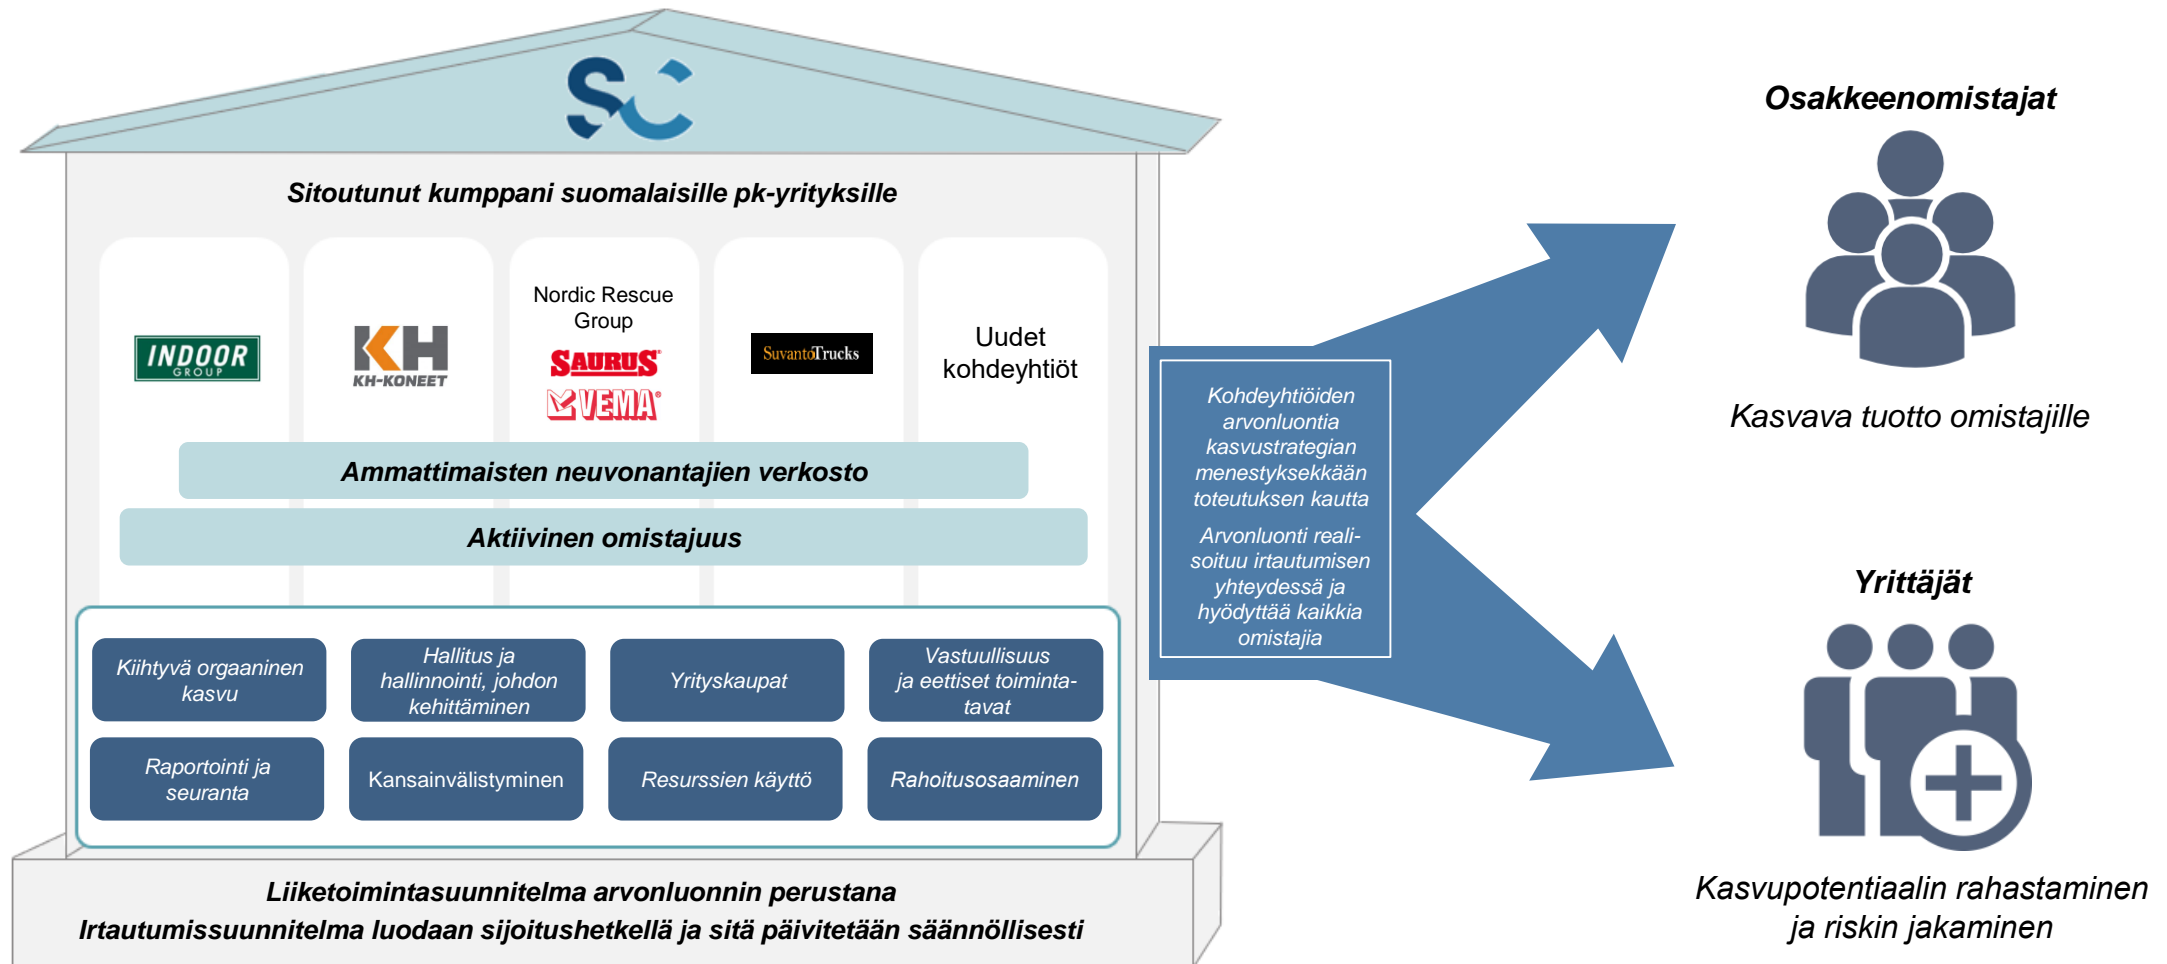 SC
Sitoutunut kumppani suomalaisille pk-yrityksille
INDOOR
GROUP
KH
KH-KONEET
Nordic Rescue
Group
SAURUS
VEMA
SuvantoTrucks
Uudet
kohdeyhtiöt
Ammattimaisten neuvonantajien verkosto
Aktiivinen omistajuus
Kiihtyvä orgaaninen
kasvu
Hallitus ja
hallinnointi, johdon
kehittäminen
Yrityskaupat
Vastuullisuus
ja eettiset toiminta-
tavat
Raportointi ja
seuranta
Kansainvälistyminen
Resurssien käyttö
Rahoitusosaaminen
Liiketoimintasuunnitelma arvonluonnin perustana
Irtautumissuunnitelma luodaan sijoitushetkellä ja sitä päivitetään säännöllisesti
Kohdeyhtiöiden
arvonluontia
kasvustrategian
menestyksekkään
toteutuksen kautta
Arvonluonti reali-
soituu irtautumisen
yhteydessä ja
hyödyttää kaikkia
omistajia
Osakkeenomistajat
Kasvava tuotto omistajille
Yrittäjät
Kasvupotentiaalin rahastaminen
ja riskin jakaminen